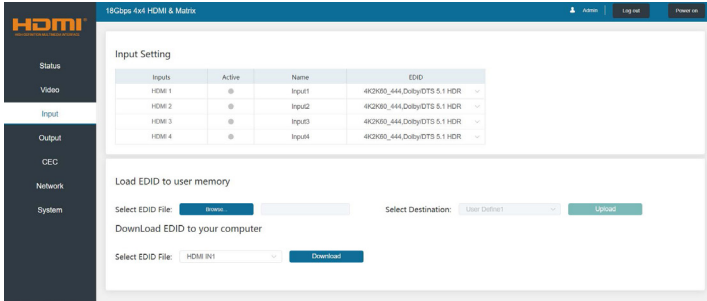 HDMI
HIGH-DEFINITION MULTIMEDIA INTERFACE
18Gbps 4x4 HDMI & Matrix
Admin
Log out
Power on
Status
Video
Input
Output
CEC
Network
System
Input Setting
Inputs Active Name EDID
HDMI 1 Input1 4K2K60_444,Dolby/DTS 5.1 HDR
HDMI 2 Input2 4K2K60_444,Dolby/DTS 5.1 HDR
HDMI 3 Input3 4K2K60_444,Dolby/DTS 5.1 HDR
HDMI 4 Input4 4K2K60_444,Dolby/DTS 5.1 HDR
Load EDID to user memory
Select EDID File: Browse... Select Destination: User Define1 Upload
DownLoad EDID to your computer
Select EDID File: HDMI IN1 Download